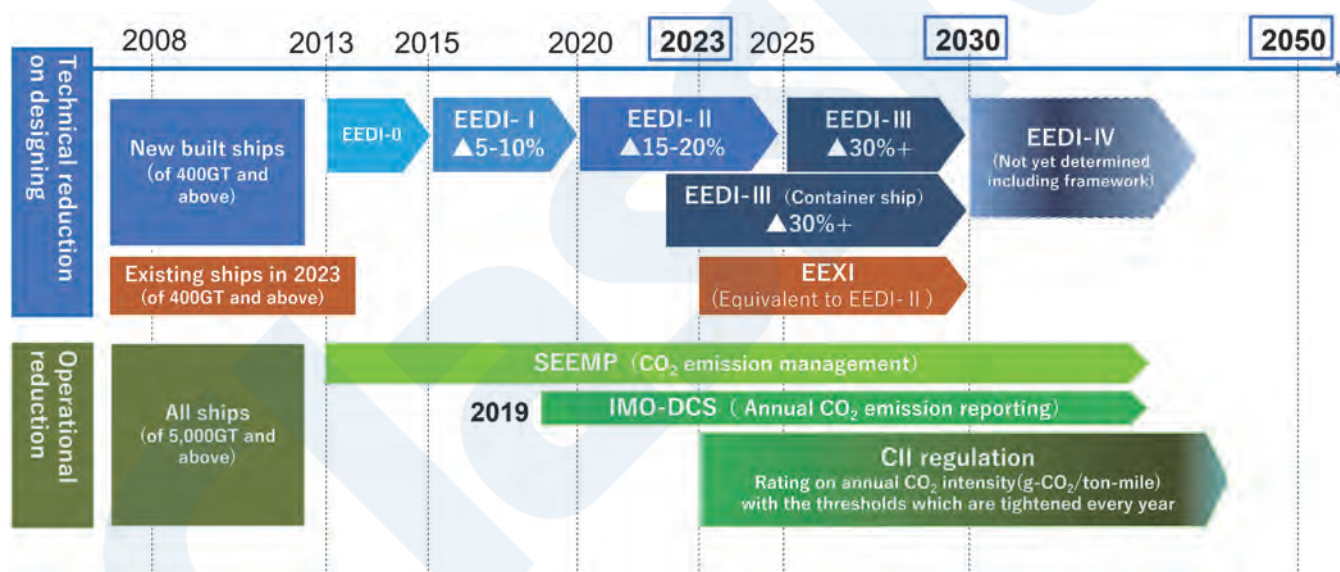 2008
2013
2015
2020
2023
2025
2030
2050
Technical reduction
on designing
New built ships
(of 400GT and
above)
EEDI-0
EEDI- I
▲5-10%
EEDI- II
▲15-20%
EEDI-III
▲30%+
EEDI-IV
(Not yet determined
including framework)
EEDI-III (Container ship)
▲30%+
Existing ships in 2023
(of 400GT and above)
EEXI
(Equivalent to EEDI- II )
Operational
reduction
All ships
(of 5,000GT and
above)
SEEMP (CO₂ emission management)
2019
IMO-DCS ( Annual CO₂ emission reporting)
CII regulation
Rating on annual CO₂ intensity(g-CO₂/ton-mile)
with the thresholds which are tightened every year